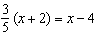 3/5 (x + 2) = x − 4